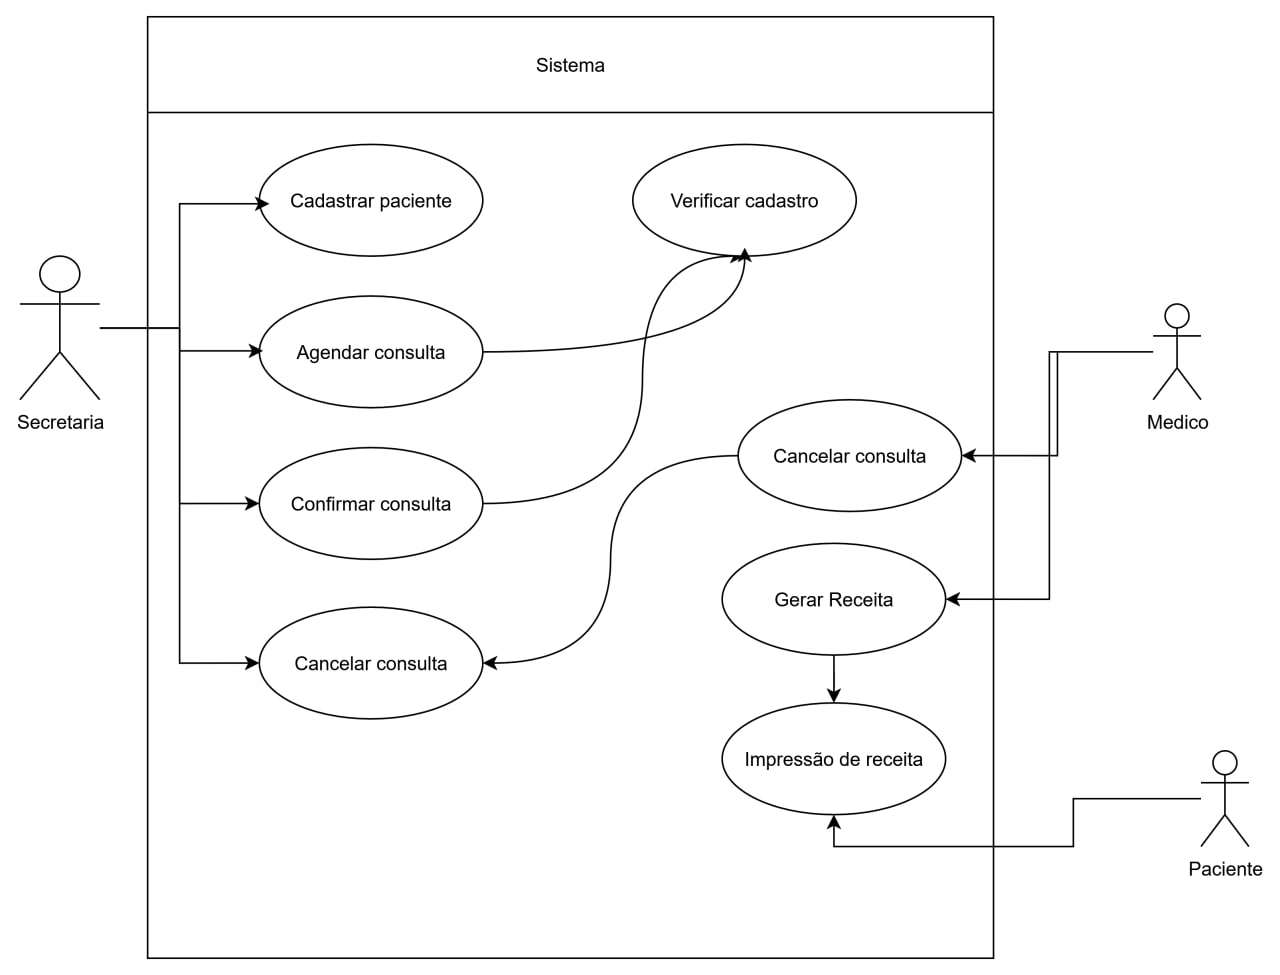 Sistema
Cadastrar paciente
Verificar cadastro
Agendar consulta
Secretaria
Medico
Cancelar consulta
Confirmar consulta
Gerar Receita
Cancelar consulta
Impressão de receita
Paciente